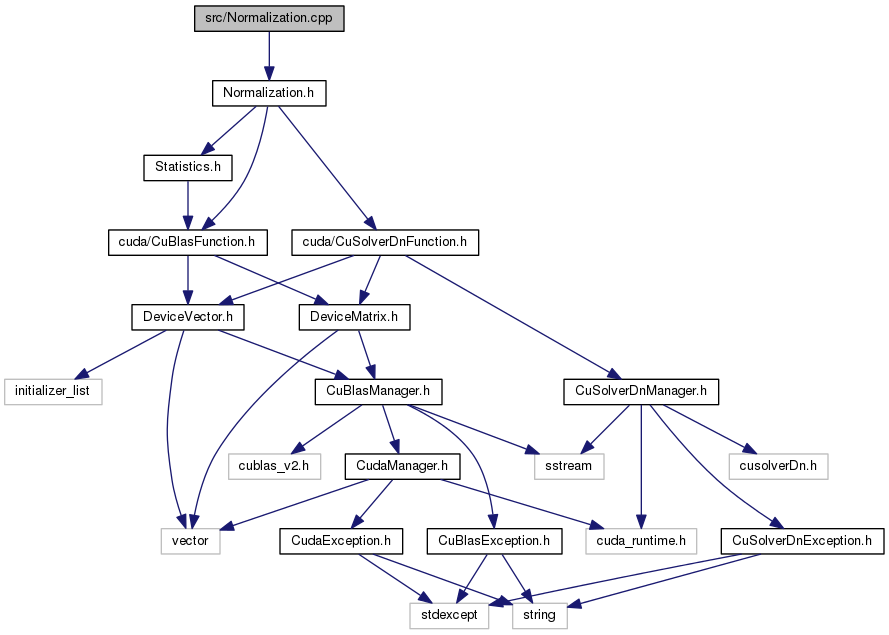 src/Normalization.cpp
Normalization.h
Statistics.h
cuda/CuBlasFunction.h
cuda/CuSolverDnFunction.h
DeviceVector.h
DeviceMatrix.h
initializer_list
CuBlasManager.h
CuSolverDnManager.h
cublas_v2.h
CudaManager.h
sstream
cusolverDn.h
vector
CudaException.h
CuBlasException.h
cuda_runtime.h
CuSolverDnException.h
stdexcept
string